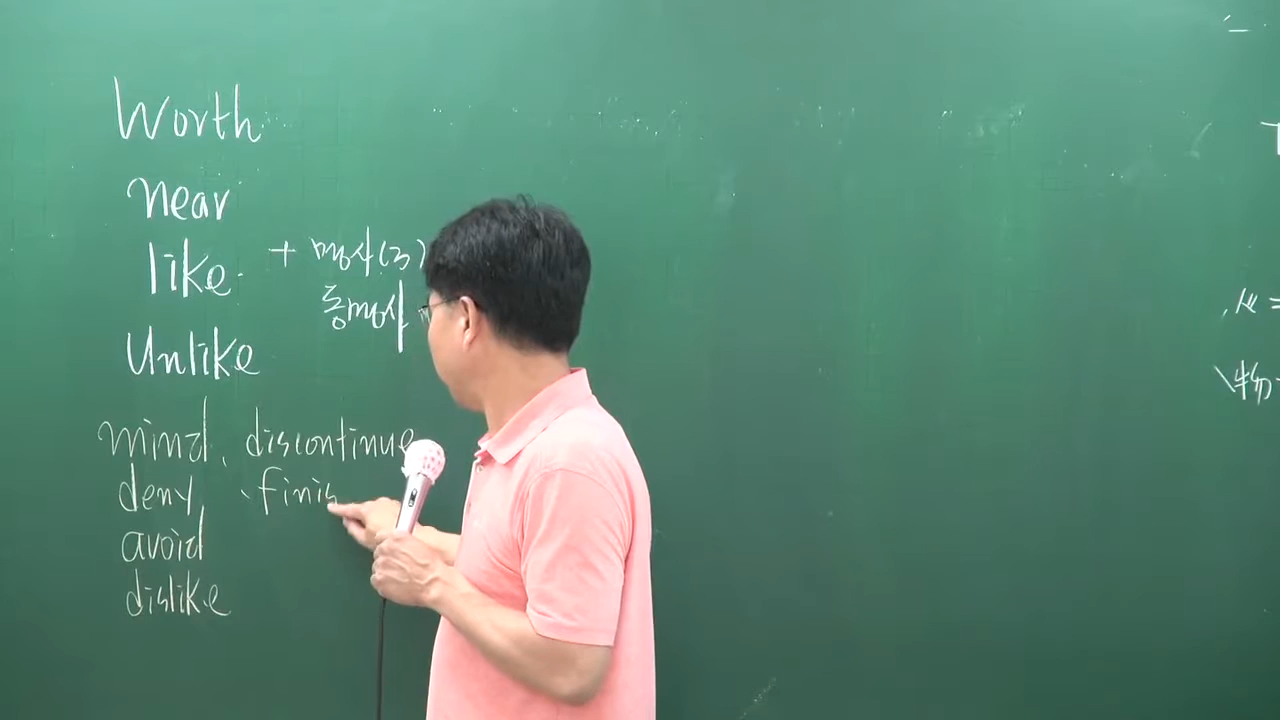 Worth
near
like + 명사(구)
동명사
Unlike
mind, discontinue
deny, finis
avoid
dislike